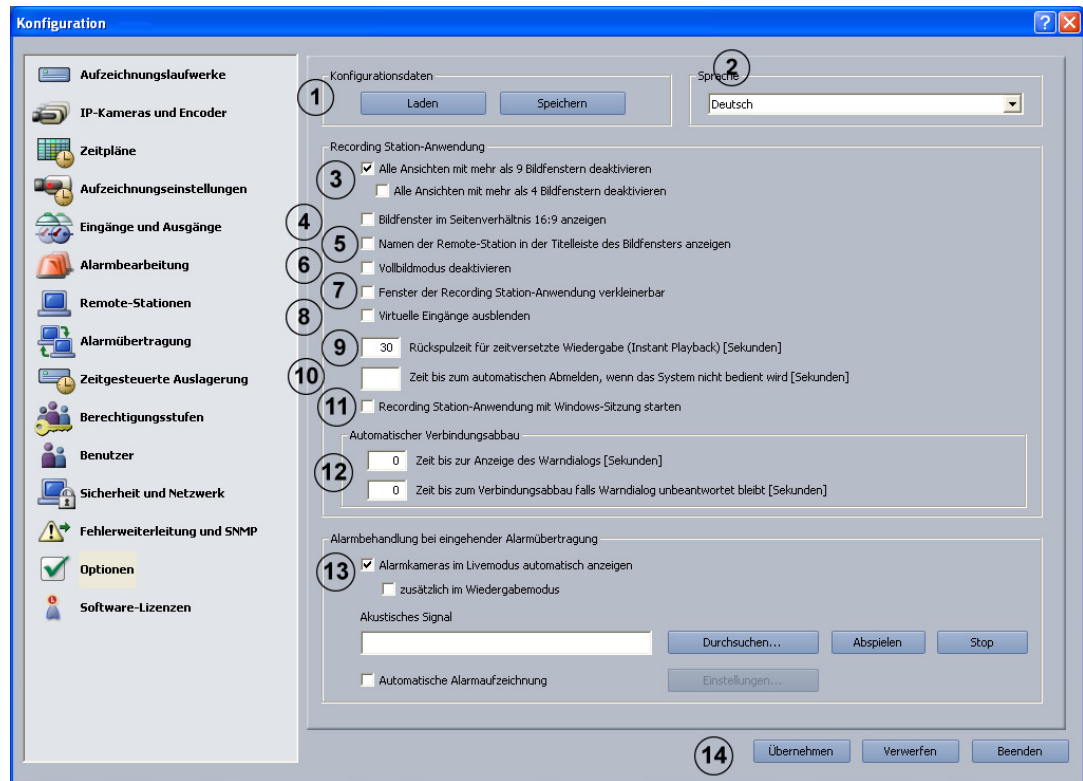 Konfiguration
Aufzeichnungslaufwerke
IP-Kameras und Encoder
Zeitpläne
Aufzeichnungseinstellungen
Eingänge und Ausgänge
Alarmbearbeitung
Remote-Stationen
Alarmübertragung
Zeitgesteuerte Auslagerung
Berechtigungsstufen
Benutzer
Sicherheit und Netzwerk
Fehlerweiterleitung und SNMP
Optionen
Software-Lizenzen
Konfigurationsdaten
1
Laden
Speichern
2
Sprache
Deutsch
Recording Station-Anwendung
3
Alle Ansichten mit mehr als 9 Bildfenstern deaktivieren
Alle Ansichten mit mehr als 4 Bildfenstern deaktivieren
4
Bildfenster im Seitenverhältnis 16:9 anzeigen
5
Namen der Remote-Station in der Titelleiste des Bildfensters anzeigen
6
Vollbildmodus deaktivieren
7
Fenster der Recording Station-Anwendung verkleinerbar
8
Virtuelle Eingänge ausblenden
9
30 Rückspulzeit für zeitversetzte Wiedergabe (Instant Playback) [Sekunden]
10
Zeit bis zum automatischen Abmelden, wenn das System nicht bedient wird [Sekunden]
11
Recording Station-Anwendung mit Windows-Sitzung starten
Automatischer Verbindungsabbau
12
0 Zeit bis zur Anzeige des Warndialogs [Sekunden]
0 Zeit bis zum Verbindungsabbau falls Warndialog unbeantwortet bleibt [Sekunden]
Alarmbehandlung bei eingehender Alarmübertragung
13
Alarmkameras im Livemodus automatisch anzeigen
zusätzlich im Wiedergabemodus
Akustisches Signal
Durchsuchen...
Abspielen
Stop
Automatische Alarmaufzeichnung
Einstellungen...
14
Übernehmen
Verwerfen
Beenden